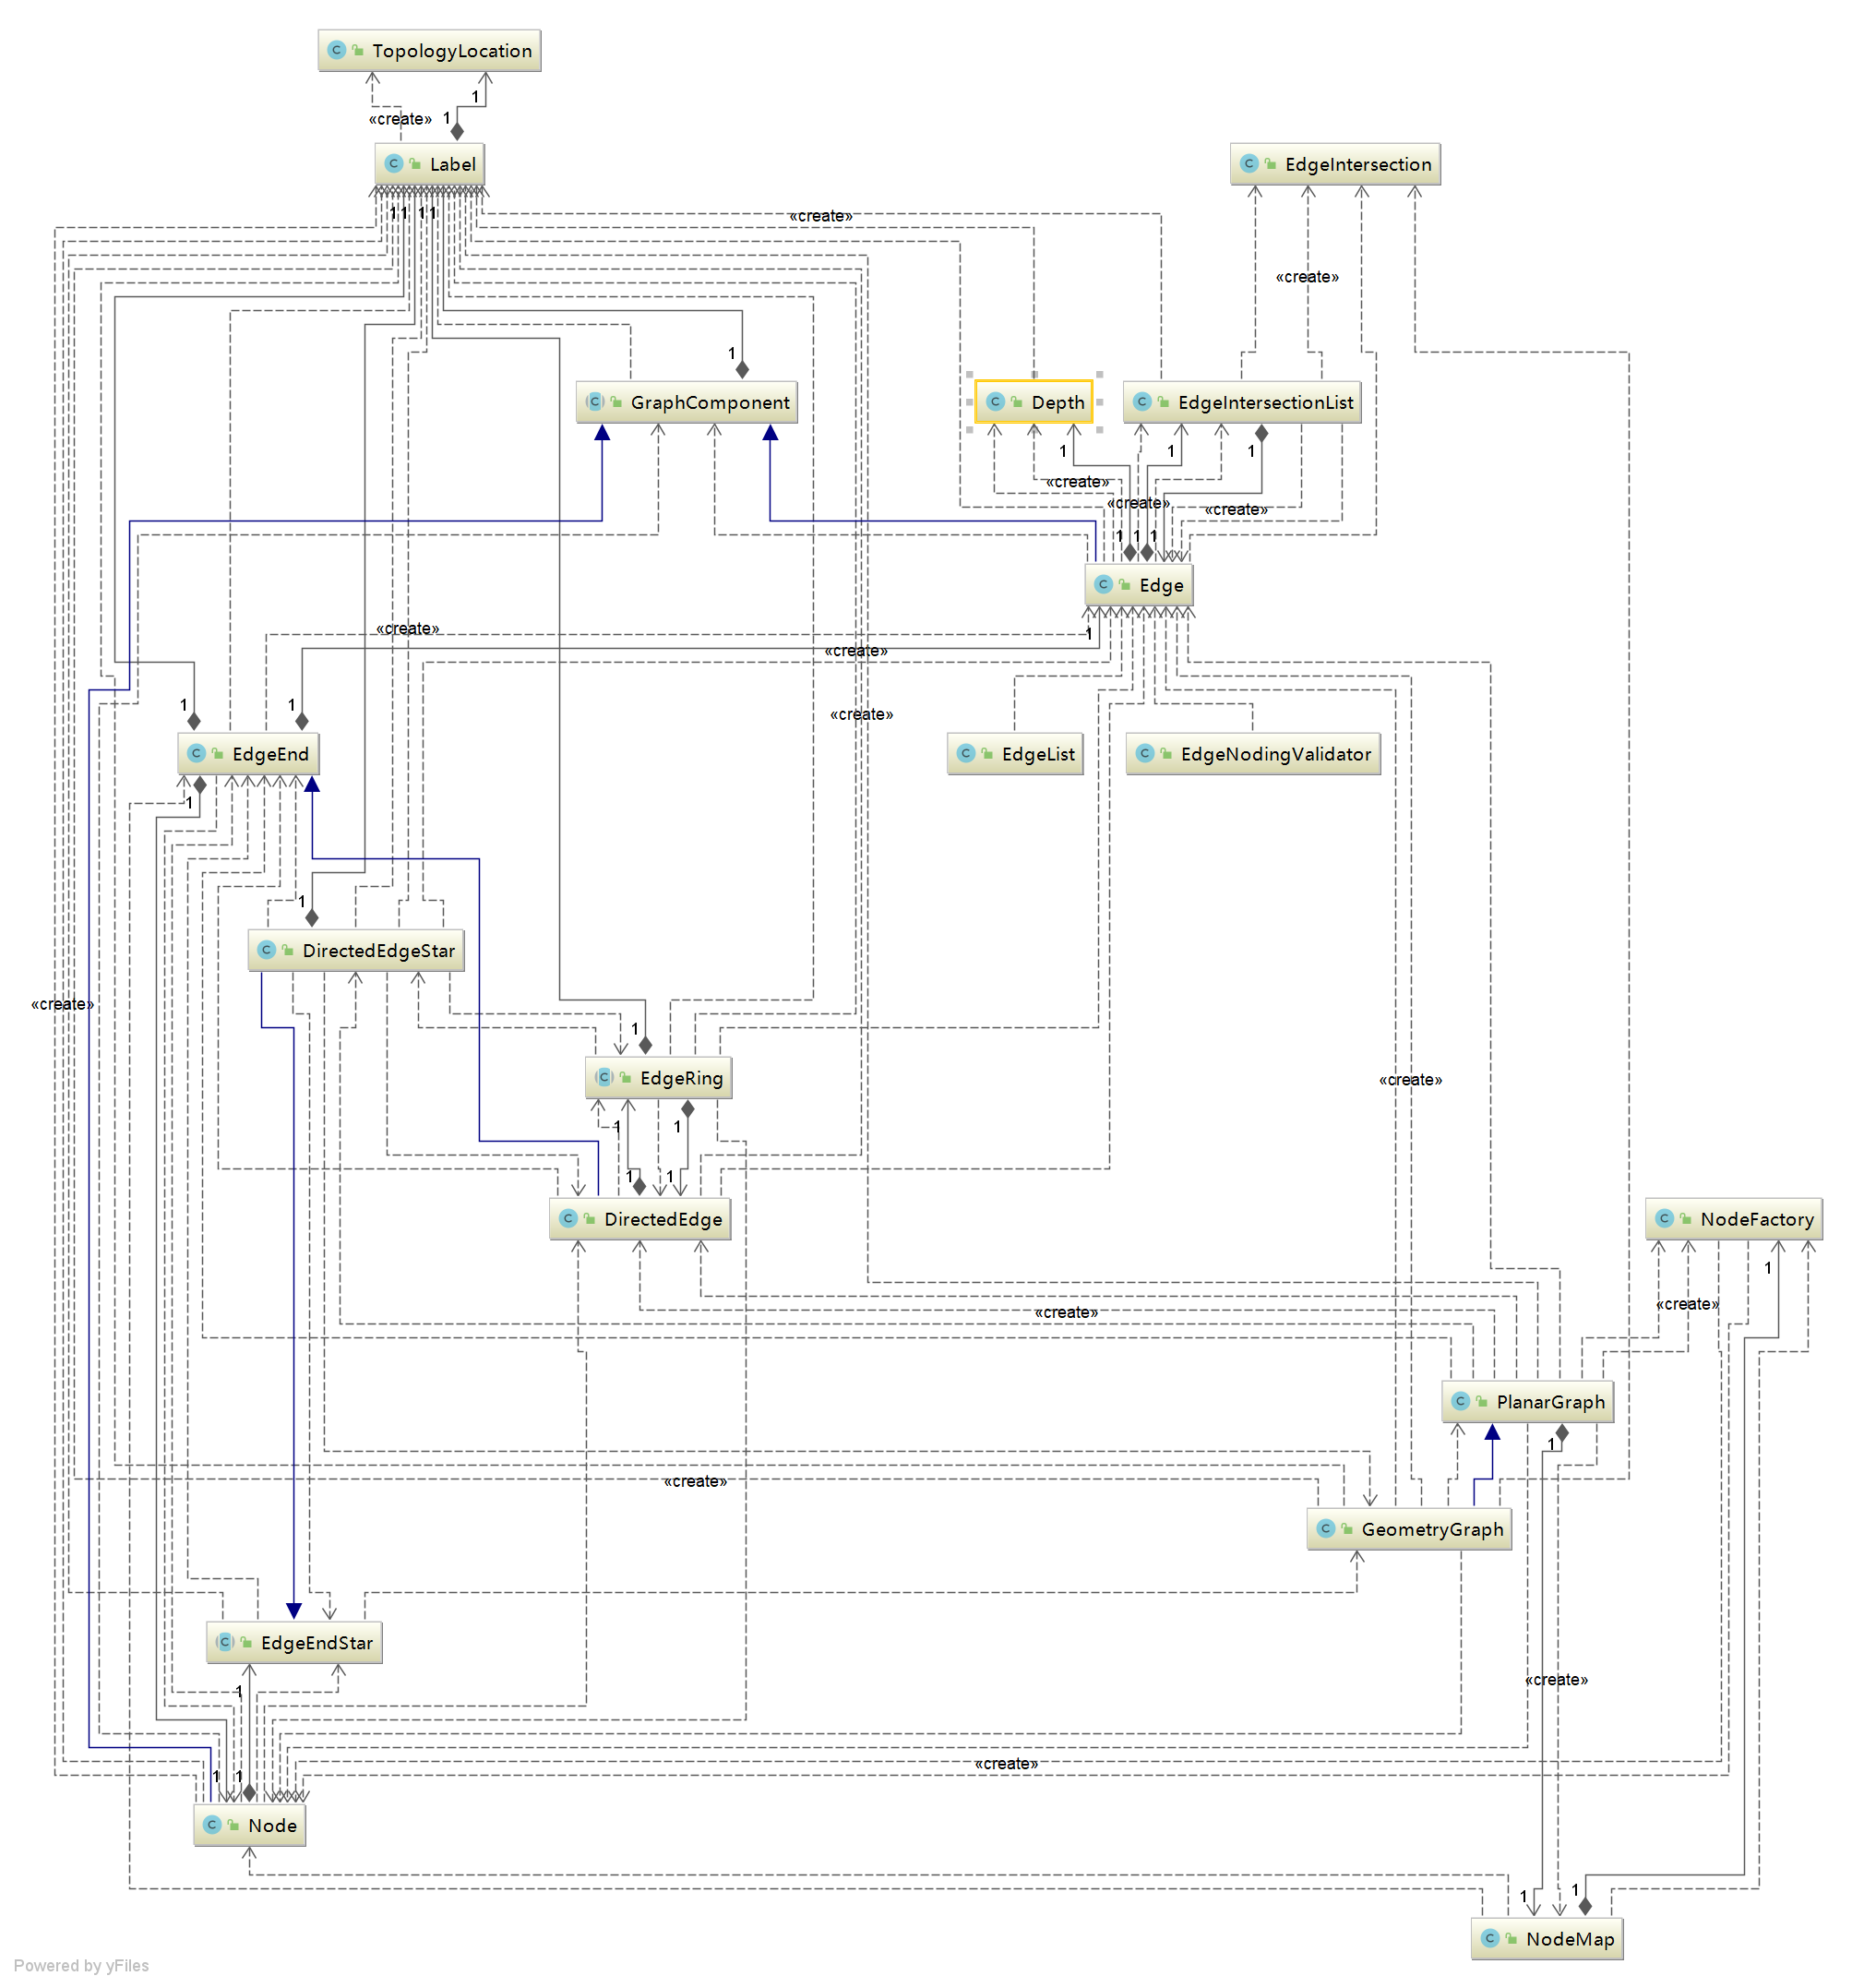 TopologyLocation
1
«create»
1
Label
EdgeIntersection
1
1
1
1
«create»
«create»
1
GraphComponent
Depth
EdgeIntersectionList
1
1
1
«create»
«create»
«create»
1
1
1
Edge
«create»
1
«create»
1
1
«create»
EdgeEnd
EdgeList
EdgeNodingValidator
1
1
DirectedEdgeStar
«create»
1
EdgeRing
«create»
1
1
1
1
DirectedEdge
NodeFactory
1
«create»
«create»
PlanarGraph
1
«create»
GeometryGraph
EdgeEndStar
«create»
1
«create»
1
1
Node
1
1
NodeMap
Powered by yFiles